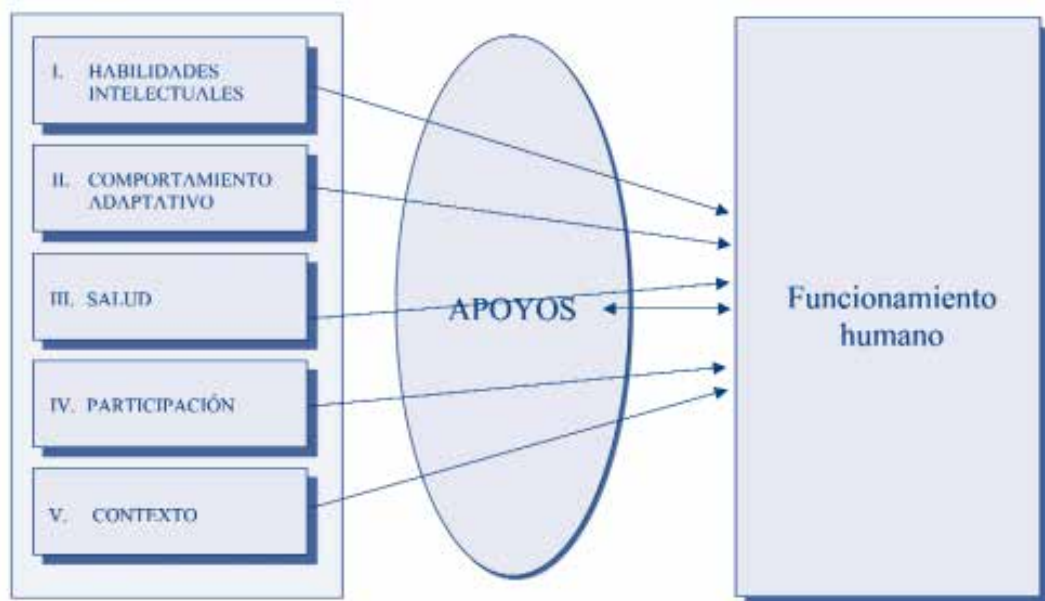 I. HABILIDADES
INTELECTUALES
II. COMPORTAMIENTO
ADAPTATIVO
III. SALUD
IV. PARTICIPACIÓN
V. CONTEXTO
APOYOS
Funcionamiento
humano